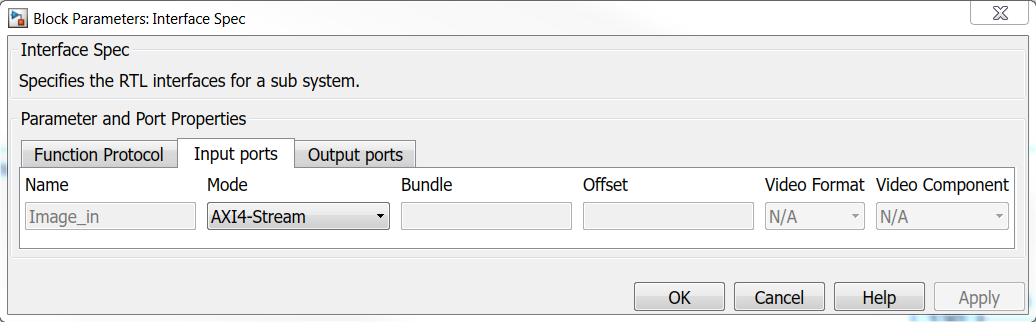 Block Parameters: Interface Spec
Interface Spec
Specifies the RTL interfaces for a sub system.
Parameter and Port Properties
Function Protocol Input ports Output ports
Name Mode Bundle Offset Video Format Video Component
Image_in AXI4-Stream N/A N/A
OK Cancel Help Apply